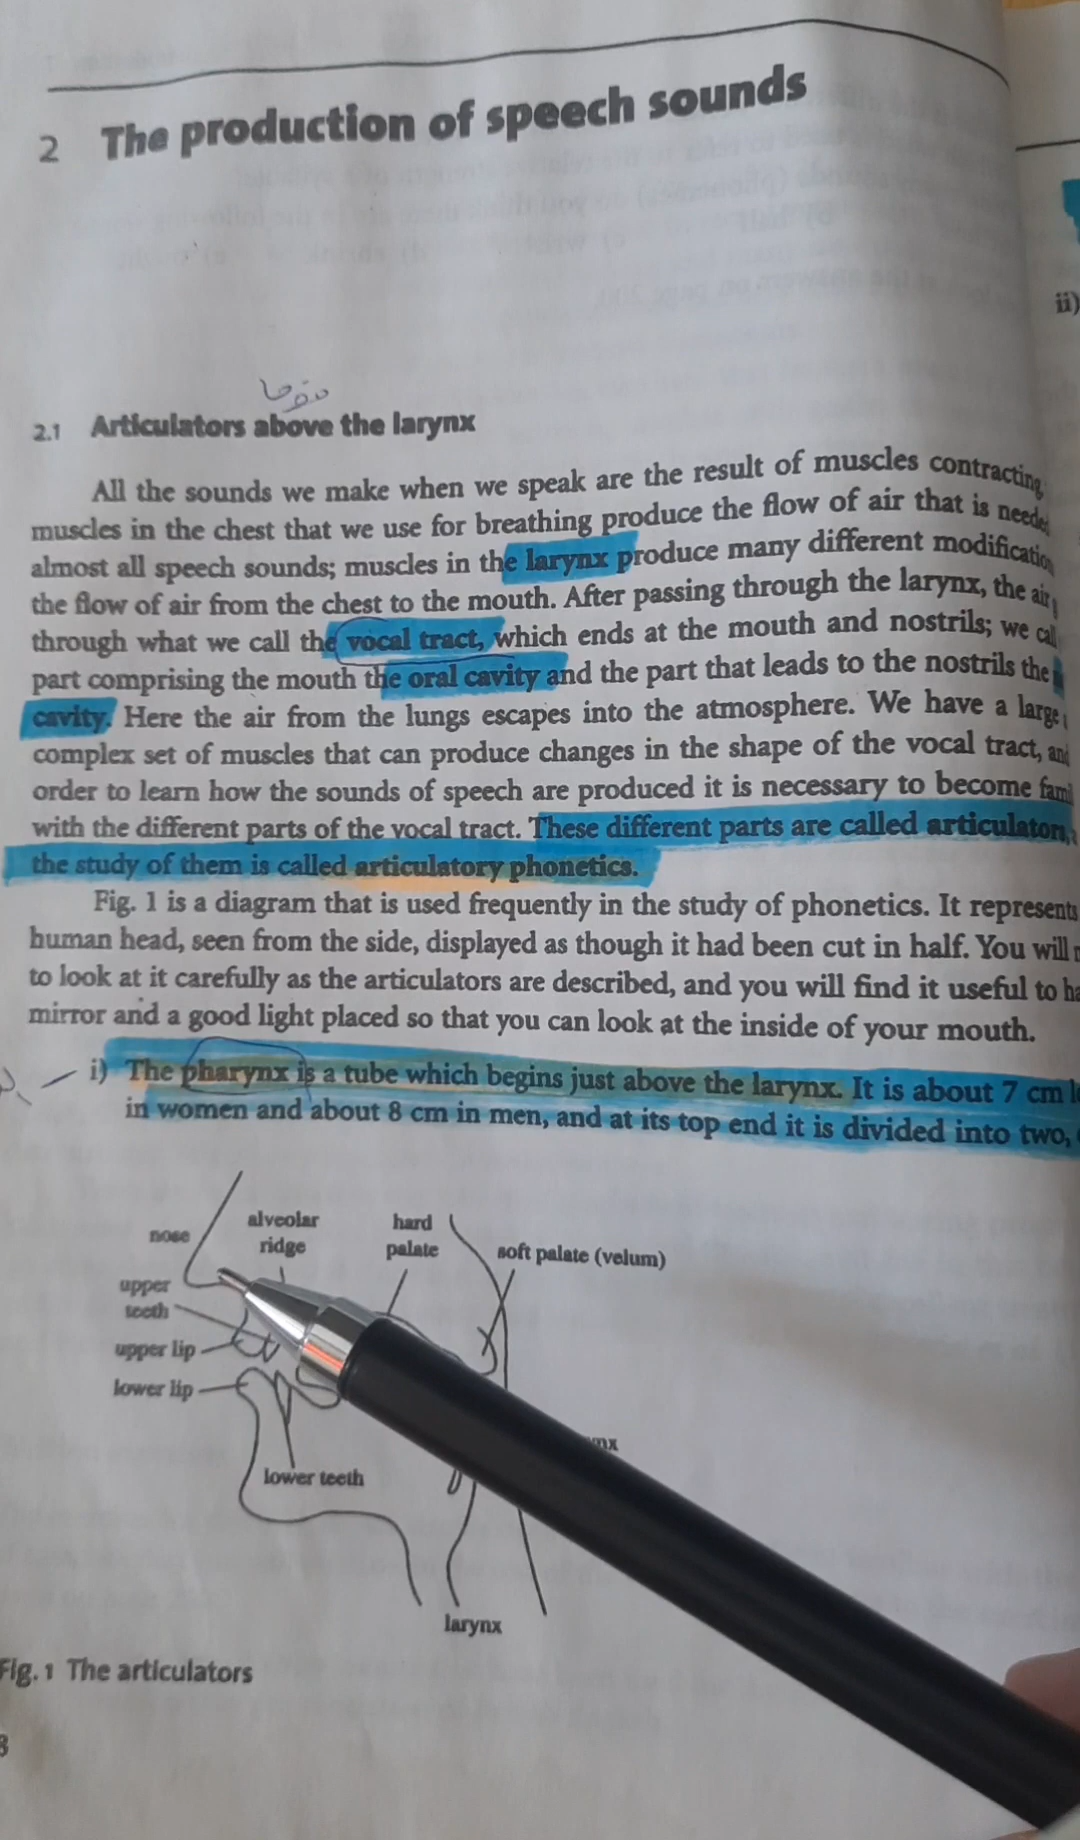 2 The production of speech sounds
ii)
2.1 Articulators above the larynx
All the sounds we make when we speak are the result of muscles contracting
muscles in the chest that we use for breathing produce the flow of air that is
almost all speech sounds; muscles in the larynx produce many different
the flow of air from the chest to the mouth. After passing through the larynx, the air
through what we call the vocal tract, which ends at the mouth and nostrils; we
part comprising the mouth the oral cavity and the part that leads to the nostrils the
cavity. Here the air from the lungs escapes into the atmosphere. We have a large
complex set of muscles that can produce changes in the shape of the vocal tract,
order to learn how the sounds of speech are produced it is necessary to become
with the different parts of the vocal tract. These different parts are called
the study of them is called articulatory phonetics.
Fig. 1 is a diagram that is used frequently in the study of phonetics. It represents
human head, seen from the side, displayed as though it had been cut in half. You will
to look at it carefully as the articulators are described, and you will find it useful to
mirror and a good light placed so that you can look at the inside of your mouth.
i) The pharynx is a tube which begins just above the larynx. It is about 7 cm
in women and about 8 cm in men, and at its top end it is divided into two,
nose
alveolar
ridge
hard
palate
soft palate (velum)
upper
teeth
upper lip
lower lip
lower teeth
larynx
Fig. 1 The articulators